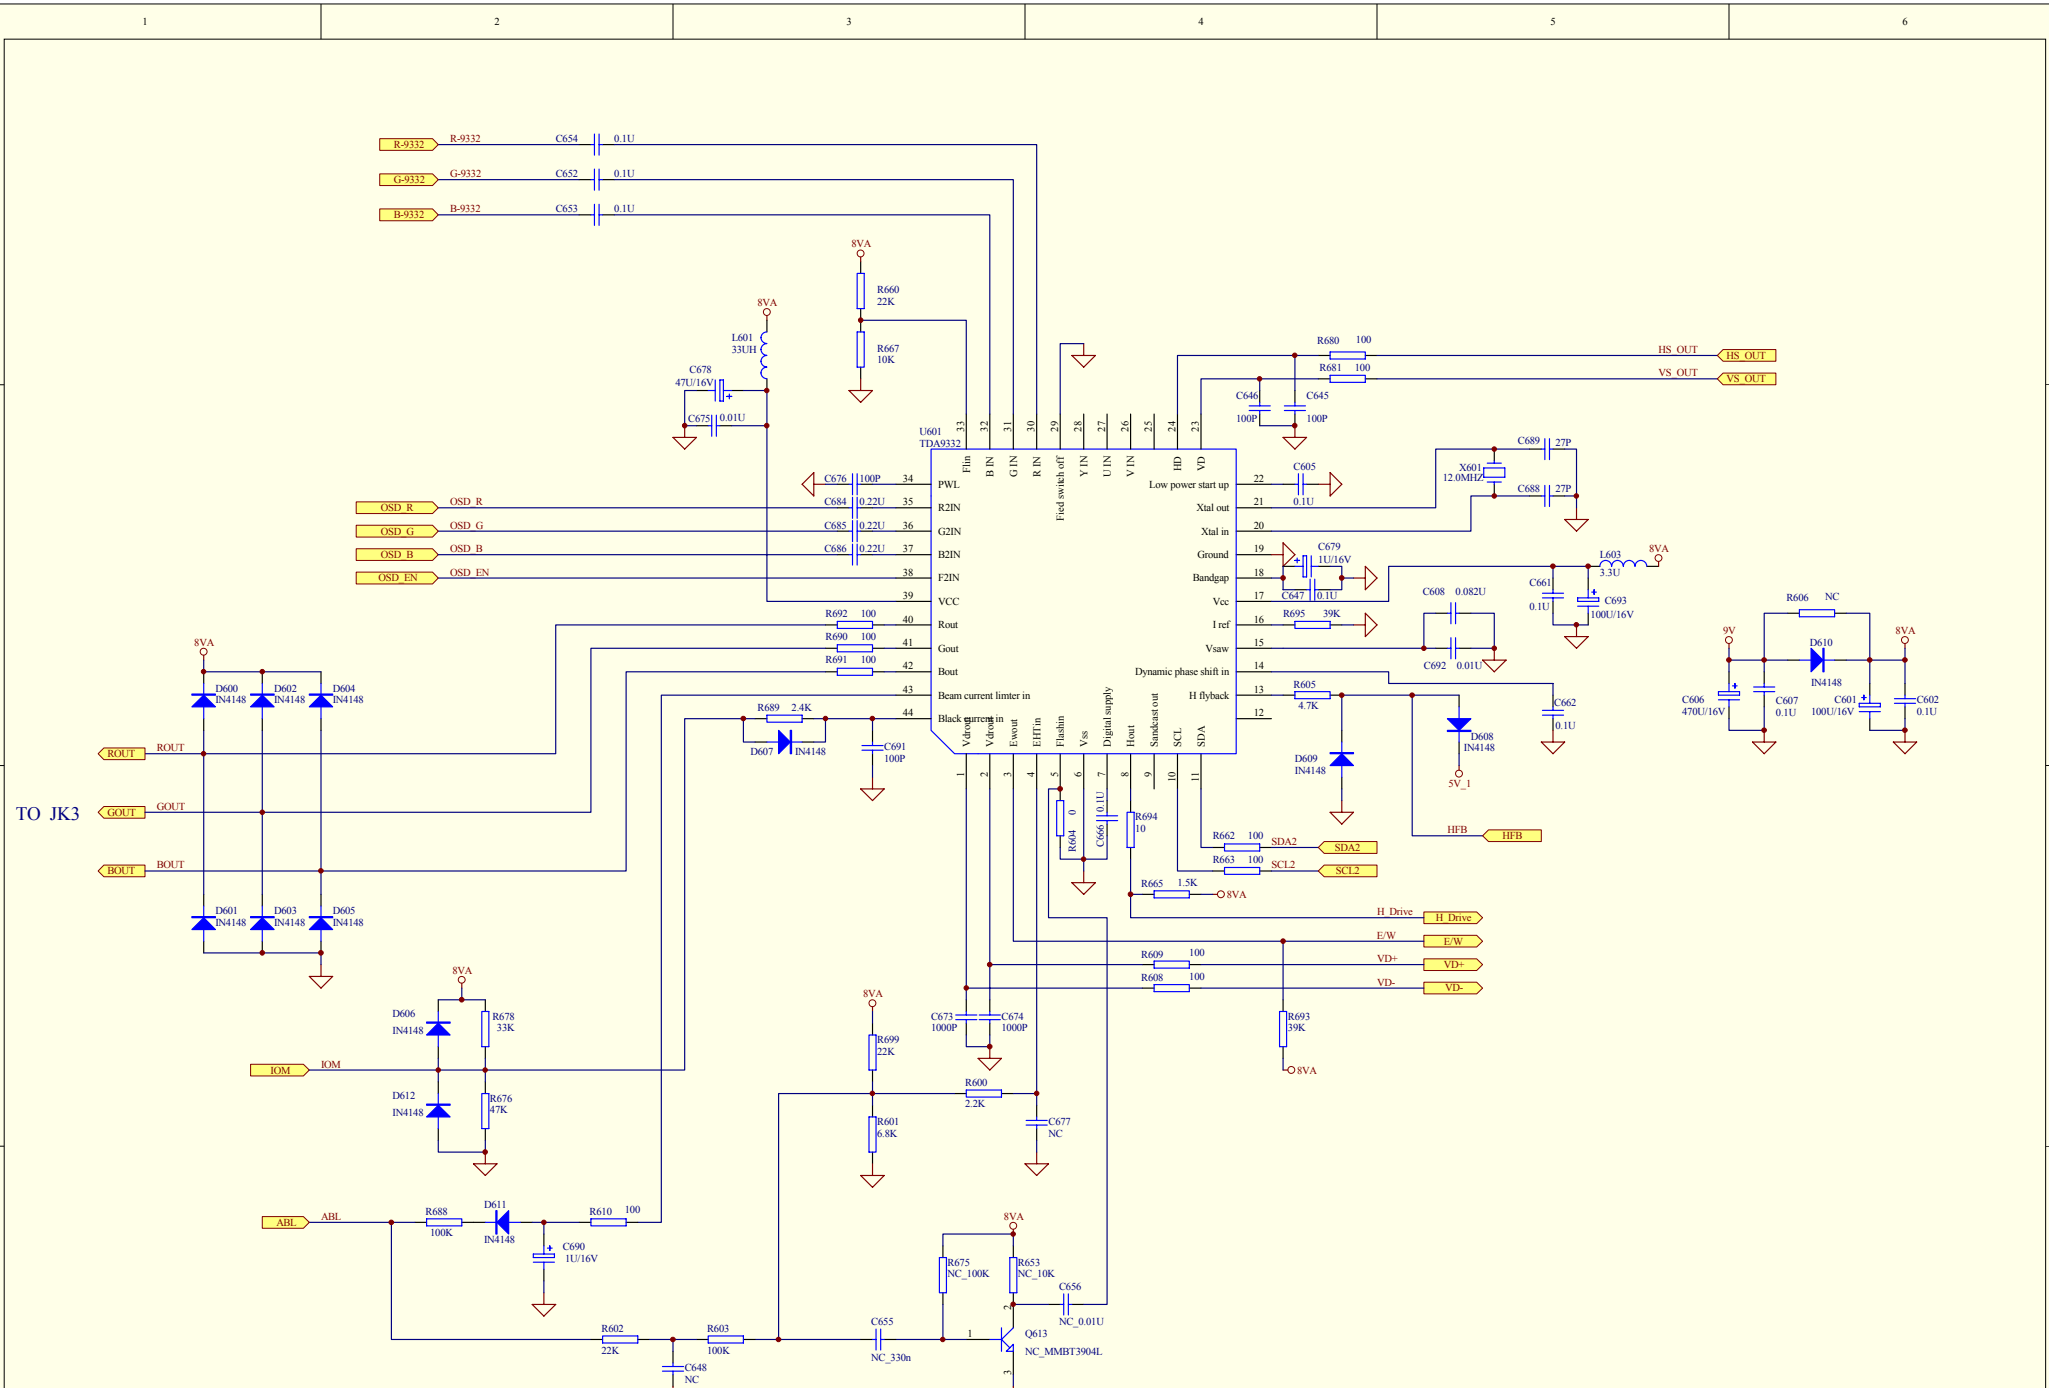 1 2 3 4 5 6
R-9332 R-9332 C654 0.1U
G-9332 G-9332 C652 0.1U
B-9332 B-9332 C653 0.1U
8VA
R660
22K
R667
10K
8VA
L601
33UH
C678
47U/16V
+
C675 0.01U
HS_OUT HS_OUT
R680 100
VS_OUT VS_OUT
R681 100
C646
100P
C645
100P
U601
TDA9332
33 32 31 30 29 28 27 26 25 24 23
Flin
B IN
G IN
R IN
Fied switch off
Y IN
U IN
V IN
HD
VD
C676 100P 34 PWL
OSD_R OSD_R C684 0.22U 35 R2IN
OSD_G OSD_G C685 0.22U 36 G2IN
OSD_B OSD_B C686 0.22U 37 B2IN
OSD_EN OSD_EN 38 F2IN
39 VCC
R692 100 40 Rout
R690 100 41 Gout
R691 100 42 Bout
43 Beam current limter in
44 Black current in
R689 2.4K
D607 IN4148
C691
100P
Low power start up 22 C605
0.1U
Xtal out 21
Xtal in 20
Ground 19
Bandgap 18
Vcc 17
I ref 16 R695 39K
Vsaw 15
Dynamic phase shift in 14
H flyback 13 R605
4.7K
12
C689 27P
X601
12.0MHZ
C688 27P
+
C679
1U/16V
C647 0.1U
L603
3.3U
8VA
C661
0.1U
+
C693
100U/16V
C608 0.082U
C692 0.01U
C662
0.1U
D608
IN4148
5V_1
D609
IN4148
HFB HFB
R606 NC
9V
D610
IN4148
8VA
C606
470U/16V
+
C607
0.1U
C601
100U/16V
+
C602
0.1U
Vdrout
Vdrout
Ewout
EHTin
Flashin
Vss
Digital supply
Hout
Sandcast out
SCL
SDA
1 2 3 4 5 6 7 8 9 10 11
R604 0
C666 0.1U
R694
10
R662 100 SDA2 SDA2
R663 100 SCL2 SCL2
R665 1.5K 8VA
H_Drive H_Drive
E/W E/W
R609 100 VD+ VD+
R608 100 VD- VD-
C673
1000P
C674
1000P
R693
39K
8VA
8VA
D600
IN4148
D602
IN4148
D604
IN4148
ROUT ROUT
TO JK3
GOUT GOUT
BOUT BOUT
D601
IN4148
D603
IN4148
D605
IN4148
8VA
D606
IN4148
R678
33K
IOM IOM
D612
IN4148
R676
47K
8VA
R699
22K
R600
2.2K
R601
6.8K
C677
NC
ABL ABL
R688
100K
D611
IN4148
R610 100
+
C690
1U/16V
8VA
R675
NC_100K
R653
NC_10K
C656
NC_0.01U
2
R602
22K
R603
100K
C655
NC_330n
1
Q613
NC_MMBT3904L
3
C648
NC